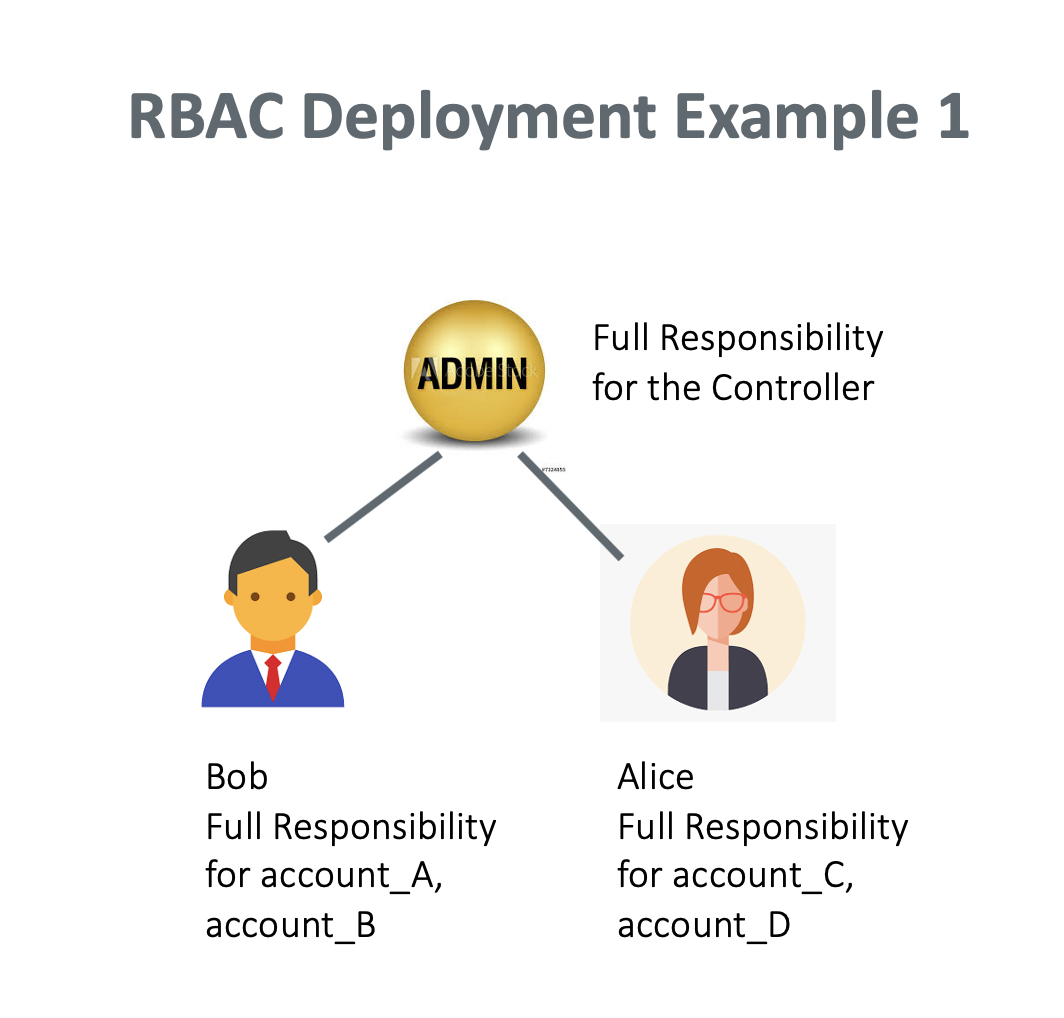 RBAC Deployment Example 1
ADMIN
Full Responsibility
for the Controller
Bob
Full Responsibility
for account_A,
account_B
Alice
Full Responsibility
for account_C,
account_D